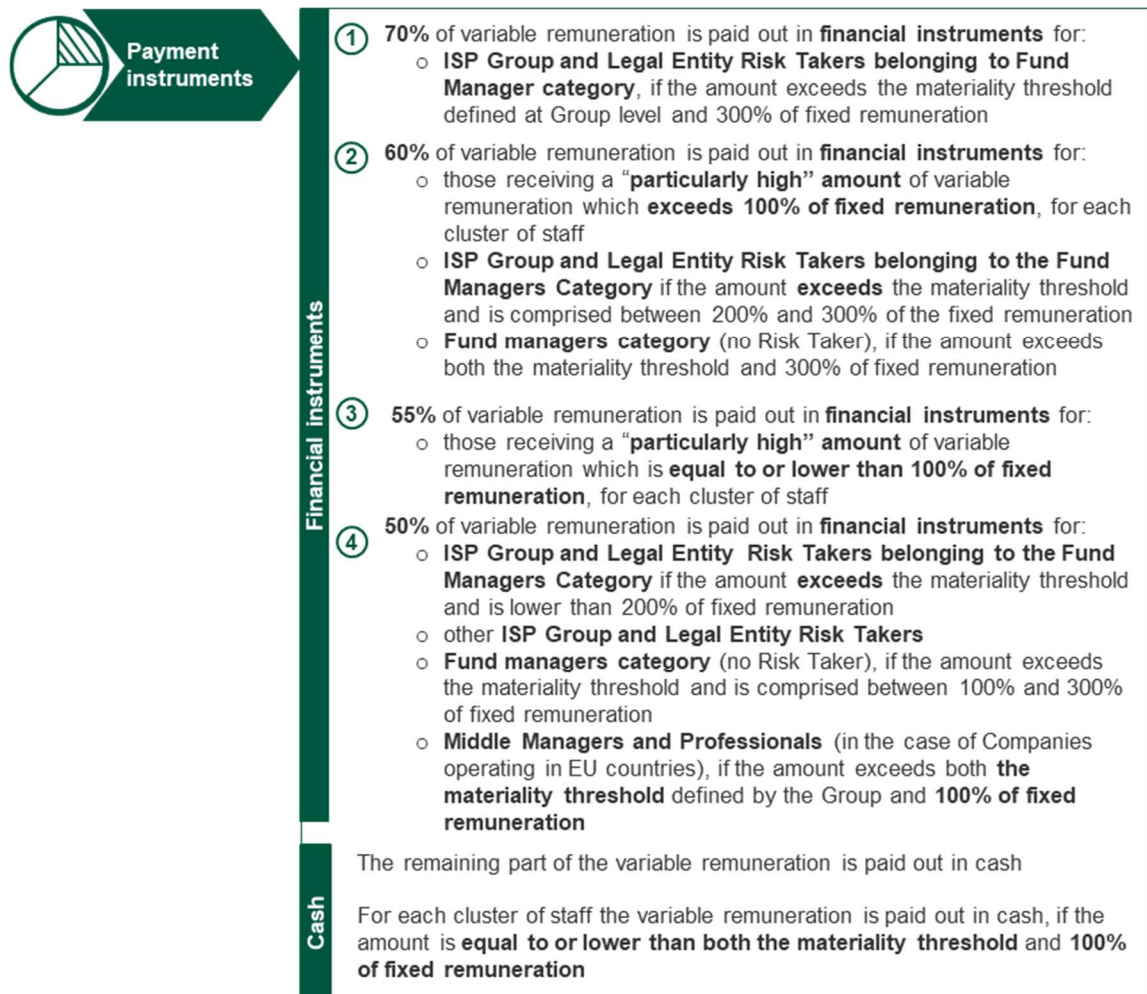 Payment
instruments
Financial instruments
1 70% of variable remuneration is paid out in financial instruments for:
o ISP Group and Legal Entity Risk Takers belonging to Fund
Manager category, if the amount exceeds the materiality threshold
defined at Group level and 300% of fixed remuneration
2 60% of variable remuneration is paid out in financial instruments for:
o those receiving a “particularly high” amount of variable
remuneration which exceeds 100% of fixed remuneration, for each
cluster of staff
o ISP Group and Legal Entity Risk Takers belonging to the Fund
Managers Category if the amount exceeds the materiality threshold
and is comprised between 200% and 300% of the fixed remuneration
o Fund managers category (no Risk Taker), if the amount exceeds
both the materiality threshold and 300% of fixed remuneration
3 55% of variable remuneration is paid out in financial instruments for:
o those receiving a “particularly high” amount of variable
remuneration which is equal to or lower than 100% of fixed
remuneration, for each cluster of staff
4 50% of variable remuneration is paid out in financial instruments for:
o ISP Group and Legal Entity Risk Takers belonging to the Fund
Managers Category if the amount exceeds the materiality threshold
and is lower than 200% of fixed remuneration
o other ISP Group and Legal Entity Risk Takers
o Fund managers category (no Risk Taker), if the amount exceeds
the materiality threshold and is comprised between 100% and 300%
of fixed remuneration
o Middle Managers and Professionals (in the case of Companies
operating in EU countries), if the amount exceeds both the
materiality threshold defined by the Group and 100% of fixed
remuneration
Cash
The remaining part of the variable remuneration is paid out in cash
For each cluster of staff the variable remuneration is paid out in cash, if the
amount is equal to or lower than both the materiality threshold and 100%
of fixed remuneration